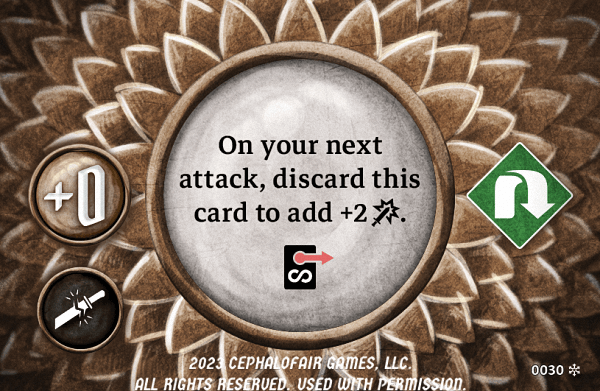 On your next
attack, discard this
card to add +2.
+0
0030
2023 CEPHALOFAIR GAMES, LLC.
ALL RIGHTS RESERVED. USED WITH PERMISSION.